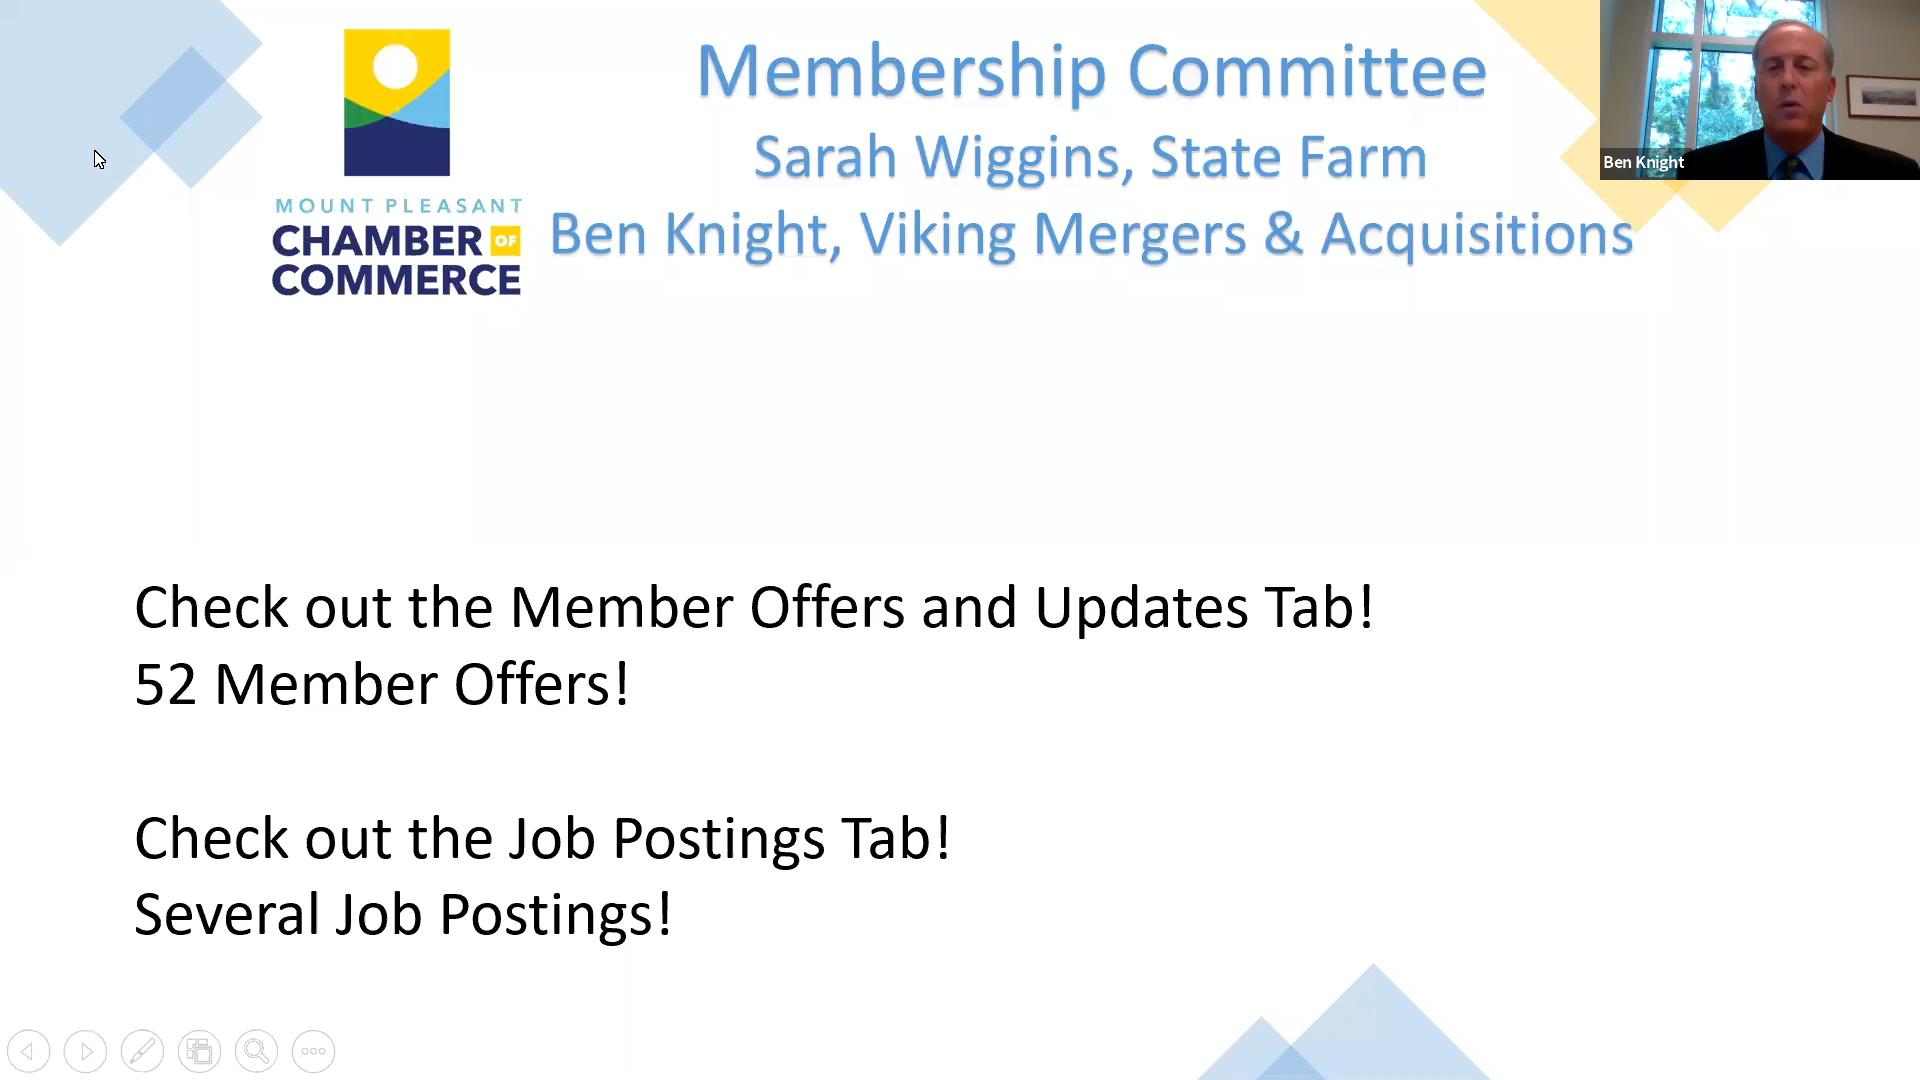 Membership Committee
Sarah Wiggins, State Farm
Ben Knight, Viking Mergers & Acquisitions
MOUNT PLEASANT
CHAMBER OF
COMMERCE
Ben Knight
Check out the Member Offers and Updates Tab!
52 Member Offers!
Check out the Job Postings Tab!
Several Job Postings!